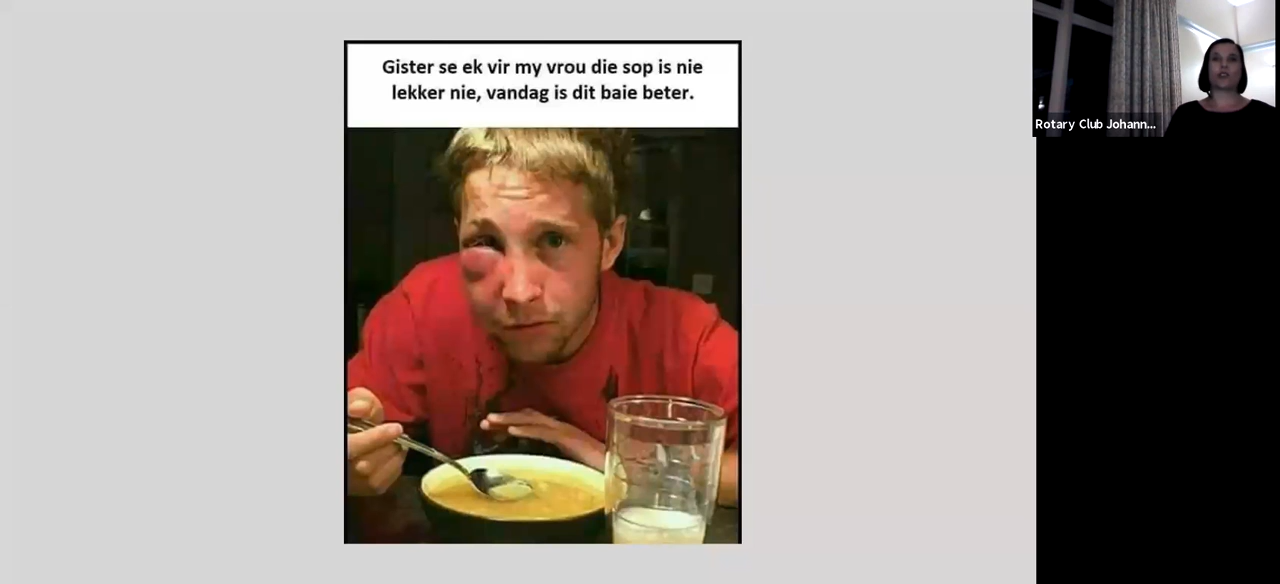 Gister se ek vir my vrou die sop is nie
lekker nie, vandag is dit baie beter.
Rotary Club Johann...